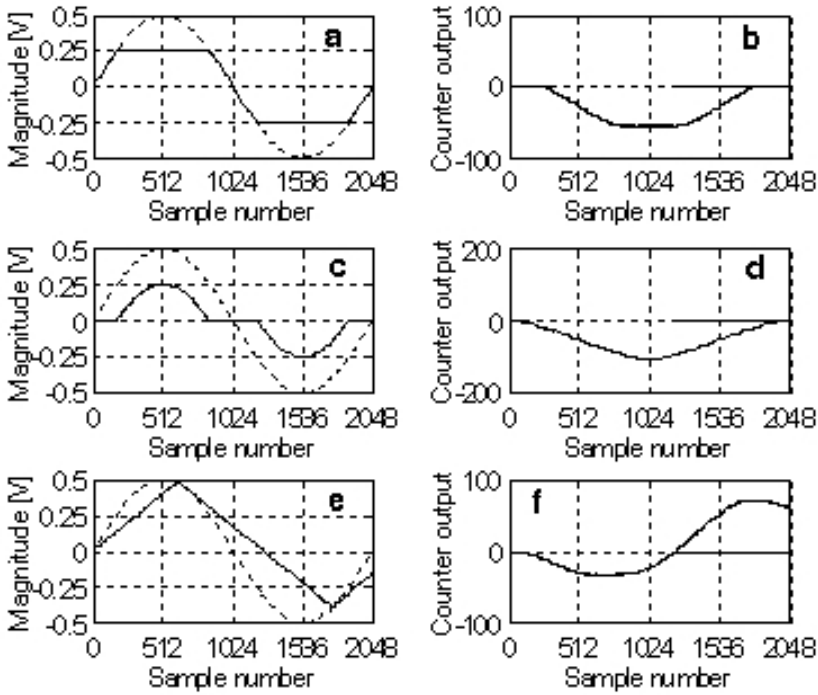 Magnitude [V]
0.5
0.25
0
-0.25
-0.5
a
0 512 1024 1536 2048
Sample number
Counter output
100
0
-100
b
0 512 1024 1536 2048
Sample number
Magnitude [V]
0.5
0.25
0
-0.25
-0.5
c
0 512 1024 1536 2048
Sample number
Counter output
200
0
-200
d
0 512 1024 1536 2048
Sample number
Magnitude [V]
0.5
0.25
0
-0.25
-0.5
e
0 512 1024 1536 2048
Sample number
Counter output
100
0
-100
f
0 512 1024 1536 2048
Sample number